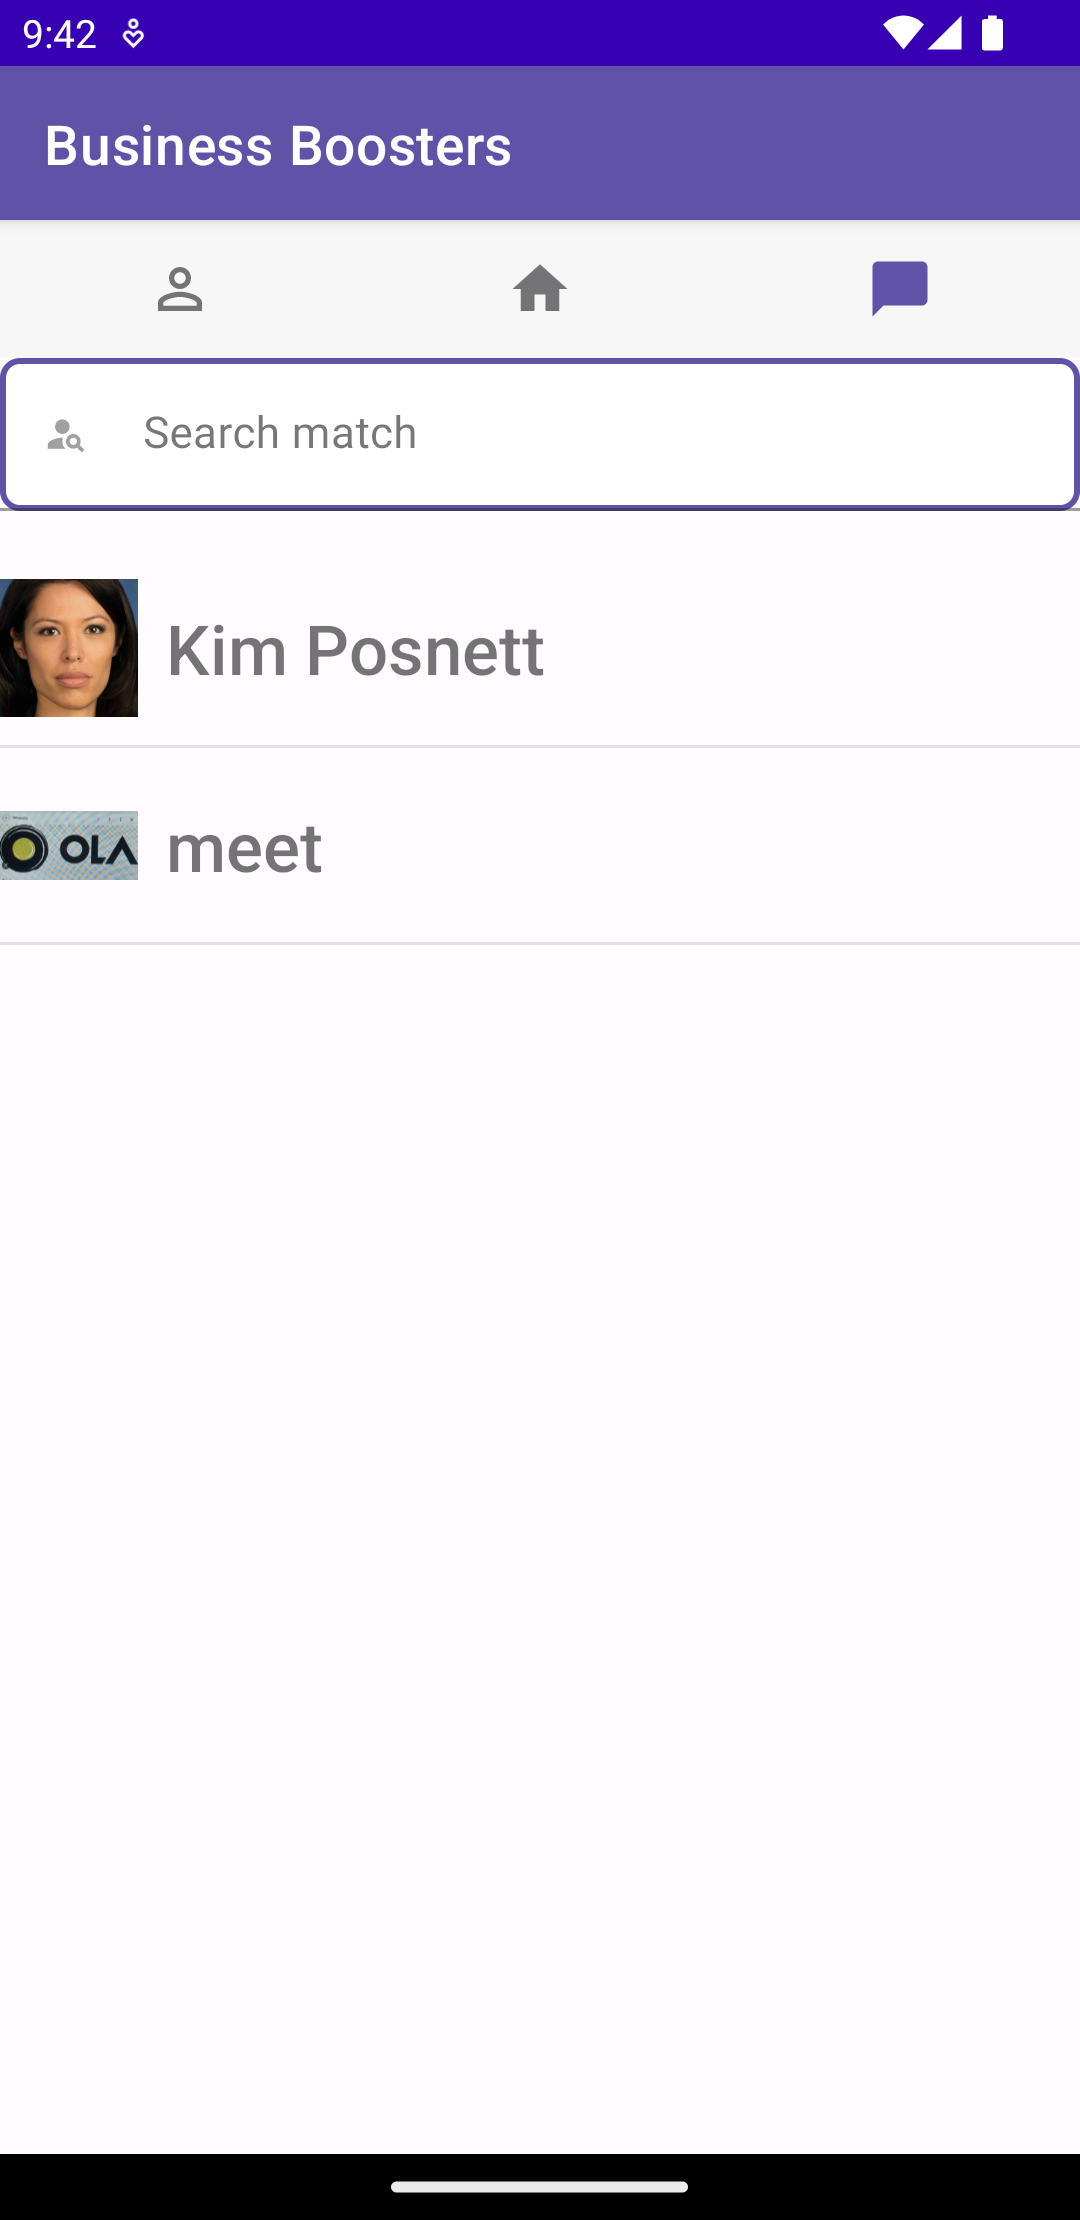 9:42
Business Boosters
Search match
Kim Posnett
OLA
meet